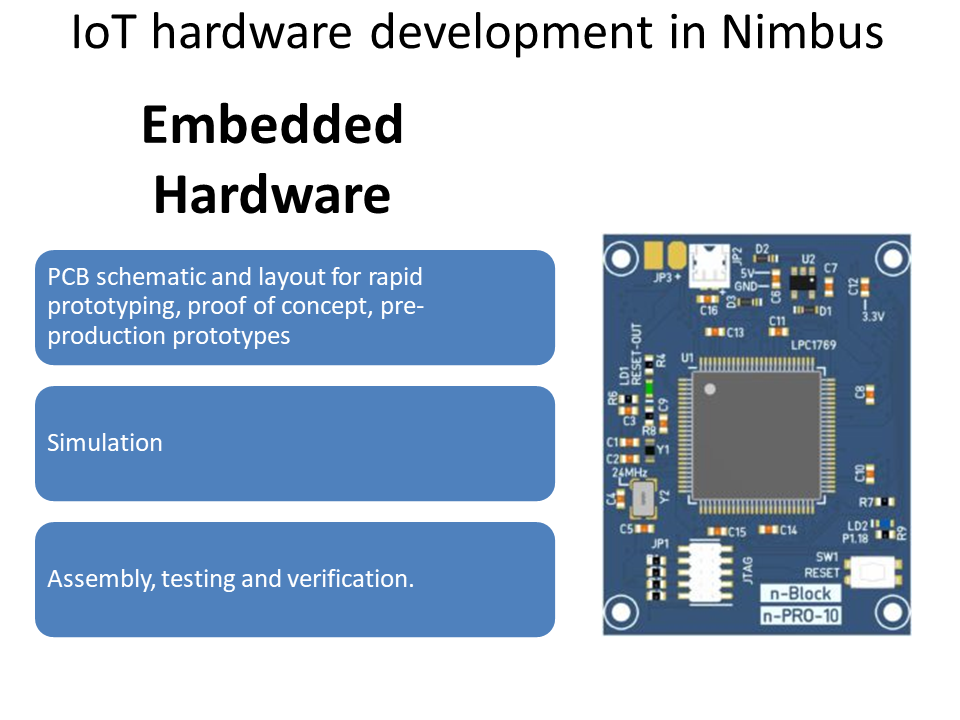 IoT hardware development in Nimbus
Embedded
Hardware
PCB schematic and layout for rapid
prototyping, proof of concept, pre-
production prototypes
Simulation
Assembly, testing and verification.
JP3 +
JP2
D2
5V
GND
C6
U2
C7
C12
3.3V
+
C16
D3
D1
C13
C11
LPC1769
U1
LD1
RESET-OUT
R4
R6
C3
R8
C9
C8
C1
C2
Y1
24MHz
C4
Y2
C5
C10
R7
LD2
P1.18
R9
C15
C14
JP1
JTAG
SW1
RESET
n-Block
n-PRO-10